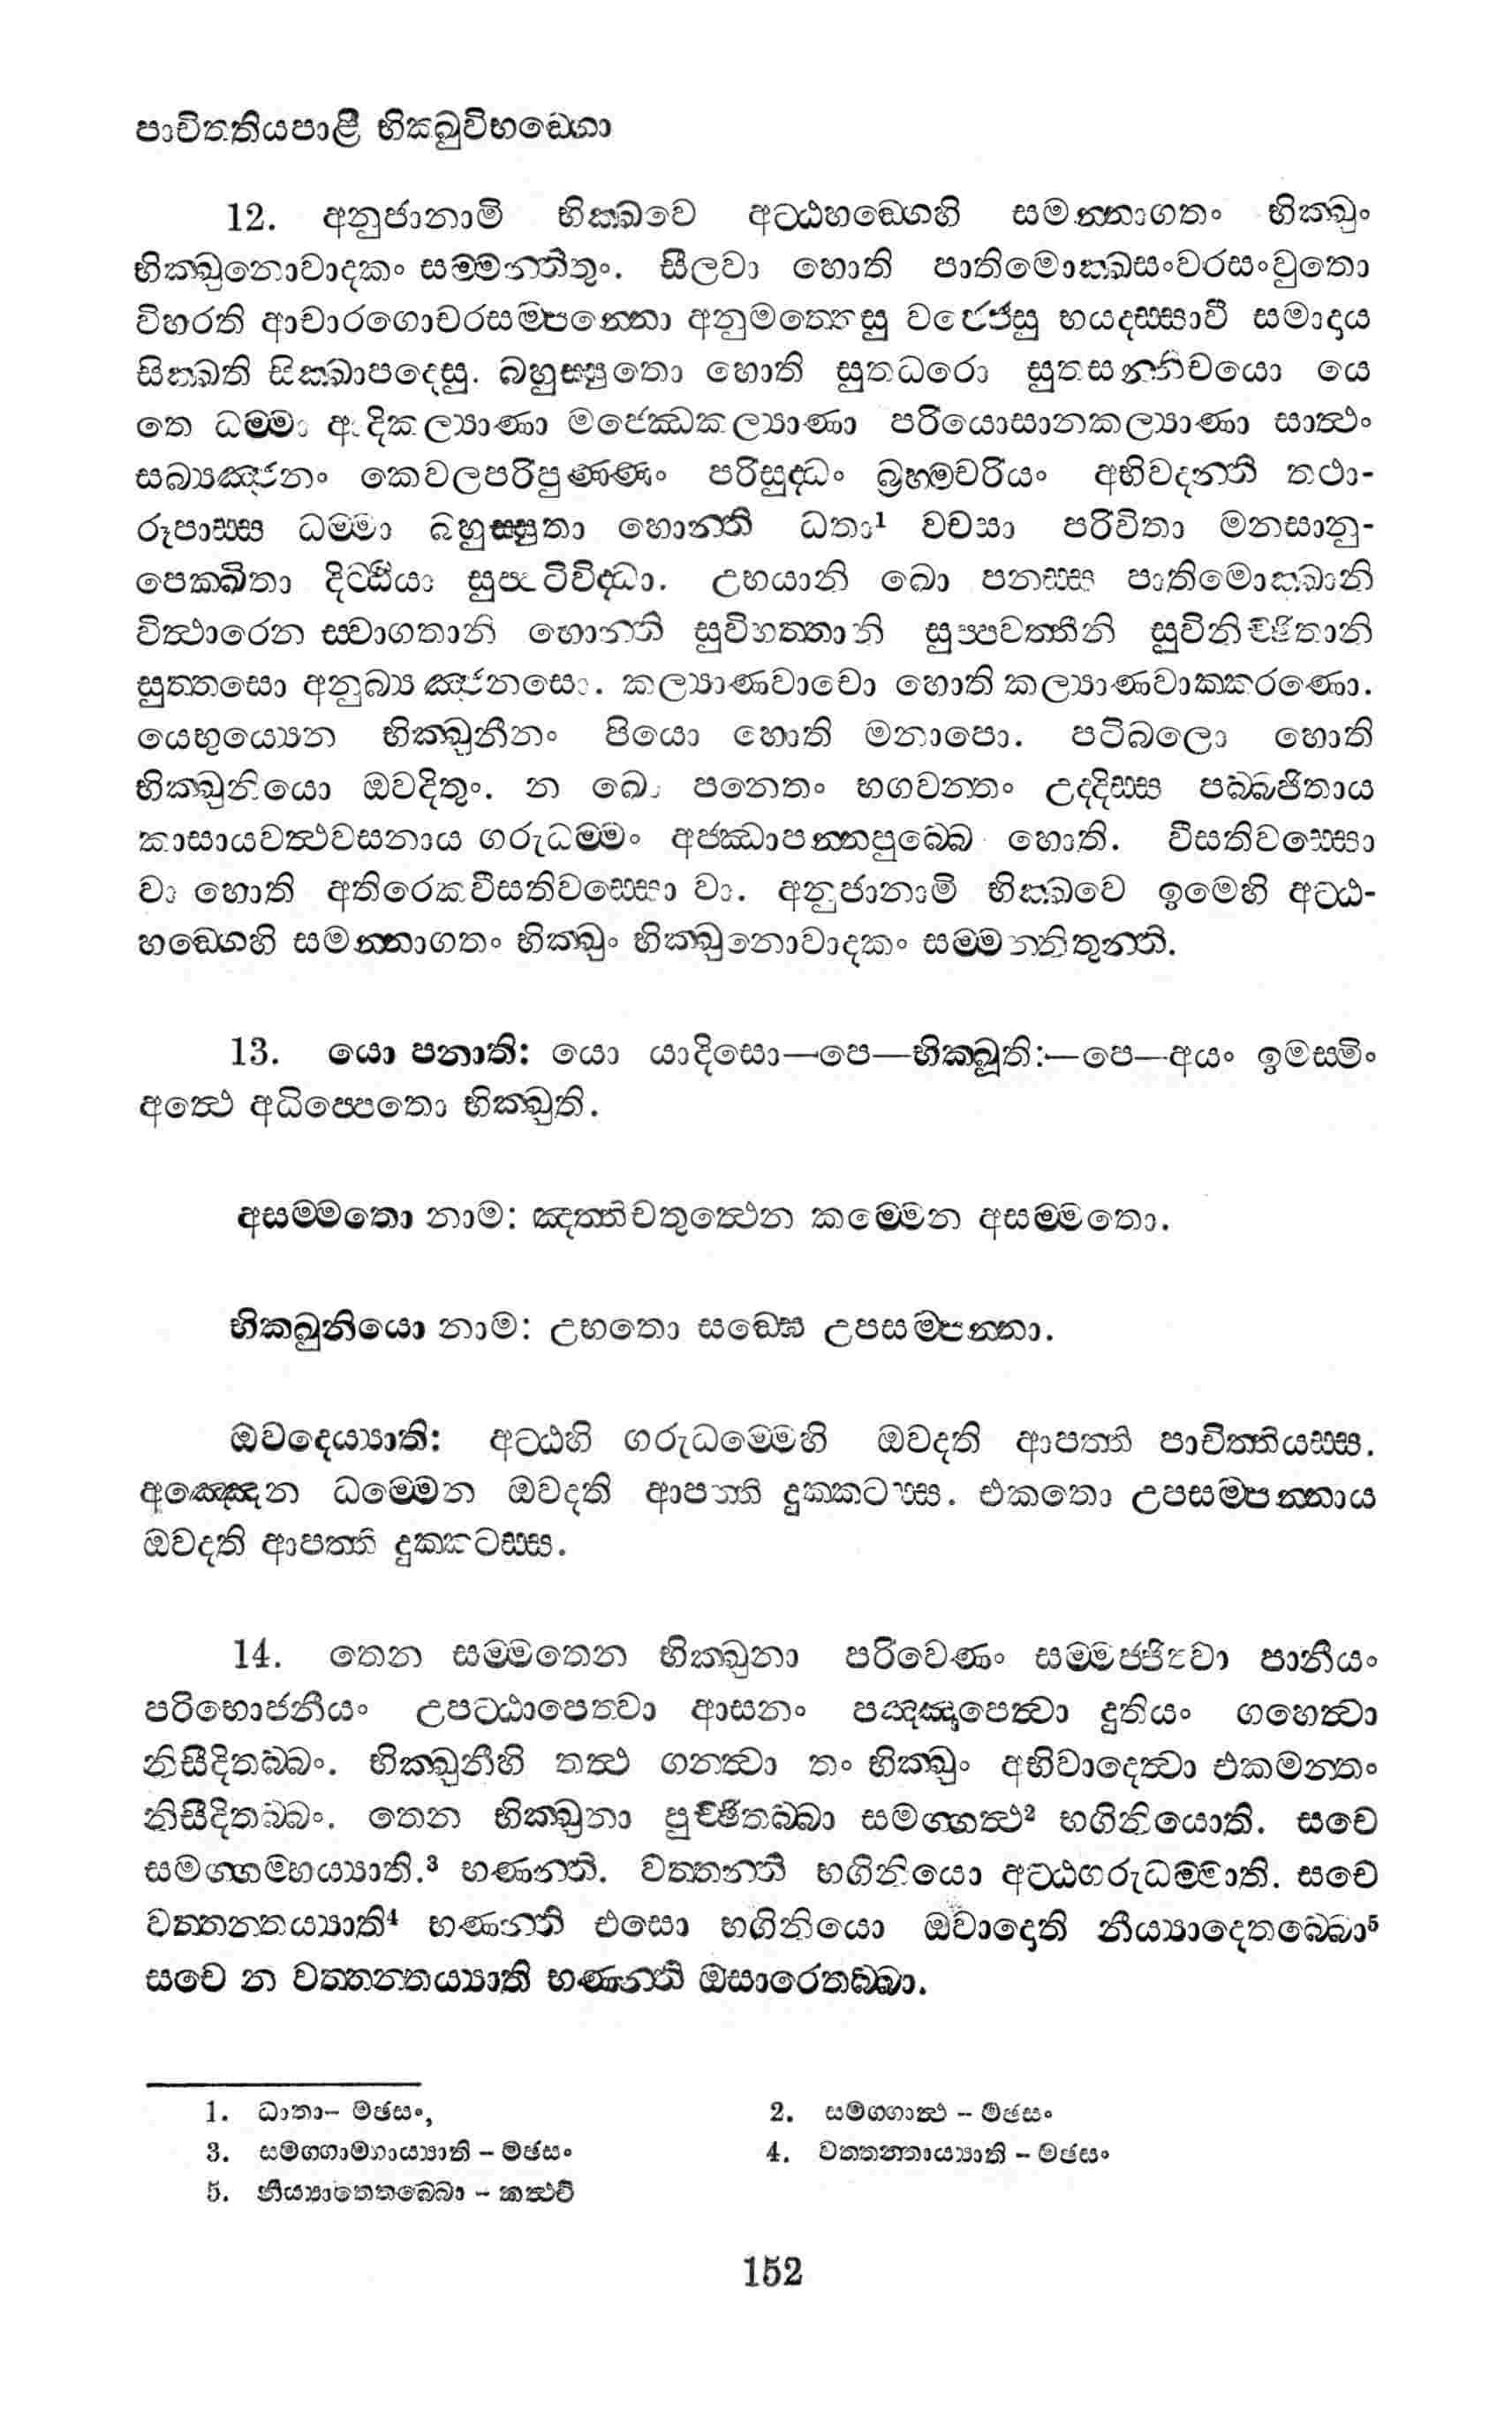 පාචිත්තියපාළි භික්ඛුවිභඞ්ගො
12. අනුජානාමි භික්ඛවෙ අට්ඨහඞ්ගෙහි සමන්නාගතං භික්ඛුං
භික්ඛුනොවාදකං සම්මන්නිතුං. සීලවා හොති පාතිමොක්ඛසංවරසංවුතො
විහරති ආචාරගොචරසම්පන්නො අනුමත්තෙසු වජ්ජෙසු භයදස්සාවී සමාදාය
සික්ඛති සික්ඛාපදෙසු. බහුස්සුතො හොති සුතධරො සුතසන්නිචයො යෙ
තෙ ධම්මා ආදිකල්‍යාණා මජ්ඣෙකල්‍යාණා පරියොසානකල්‍යාණා සාත්ථං
සබ්‍යඤ්ජනං කෙවලපරිපුණ්ණං පරිසුද්ධං බ්‍රහ්මචරියං අභිවදන්ති තථා-
රූපාස්ස ධම්මා බහුස්සුතා හොන්ති ධතා¹ වචසා පරිචිතා මනසානු-
පෙක්ඛිතා දිට්ඨියා සුප්පටිවිද්ධා. උභයානි ඛො පනස්ස පාතිමොක්ඛානි
විත්ථාරෙන ස්වාගතානි හොන්ති සුවිභත්තානි සුප්පවත්තීනි සුවිනිච්ඡිතානි
සුත්තසො අනුබ්‍යඤ්ජනසො. කල්‍යාණවාචො හොති කල්‍යාණවාක්කරණො.
යෙභුය්‍යෙන භික්ඛුනීනං පියො හොති මනාපො. පටිබලො හොති
භික්ඛුනියො ඔවදිතුං. න ඛො පනෙතං භගවන්තං උද්දිස්ස පබ්බජිතාය
කාසායවත්ථවසනාය ගරුධම්මං අජ්ඣාපන්නපුබ්බෙ හොති. වීසතිවස්සො
වා හොති අතිරෙකවීසතිවස්සො වා. අනුජානාමි භික්ඛවෙ ඉමෙහි අට්ඨ-
හඞ්ගෙහි සමන්නාගතං භික්ඛුං භික්ඛුනොවාදකං සම්මන්නිතුන්ති.
13. යො පනාති: යො යාදිසො—පෙ—භික්ඛූති:—පෙ—අයං ඉමස්මිං
අත්ථෙ අධිප්පෙතො භික්ඛුති.
අසම්මතො නාම: ඤත්තිචතුත්ථෙන කම්මෙන අසම්මතො.
භික්ඛුනියො නාම: උභතො සඞ්ඝෙ උපසම්පන්නා.
ඔවදෙය්‍යාති: අට්ඨහි ගරුධම්මෙහි ඔවදති ආපත්ති පාචිත්තියස්ස.
අඤ්ඤෙන ධම්මෙන ඔවදති ආපත්ති දුක්කටස්ස. එකතො උපසම්පන්නාය
ඔවදති ආපත්ති දුක්කටස්ස.
14. තෙන සම්මතෙන භික්ඛුනා පරිවෙණං සම්මජ්ජිත්වා පානීයං
පරිභොජනීයං උපට්ඨාපෙත්වා ආසනං පඤ්ඤපෙත්වා දුතියං ගහෙත්වා
නිසීදිතබ්බං. භික්ඛුනීහි තත්ථ ගන්ත්වා තං භික්ඛුං අභිවාදෙත්වා එකමන්තං
නිසීදිතබ්බං. තෙන භික්ඛුනා පුච්ඡිතබ්බා සමග්ගත්ථ² භගිනියොති. සචෙ
සමග්ගම්හය්‍යාති.³ භණන්ති. වත්තන්ති භගිනියො අට්ඨගරුධම්මාති. සචෙ
වත්තන්තය්‍යාති⁴ භණන්ති එසො භගිනියො ඔවාදොති නීය්‍යාදෙතබ්බො⁵
සචෙ න වත්තන්තය්‍යාති භණන්ති ඔසාරෙතබ්බා.
1. ධාතා– මඡසං,
2. සමග්ගාත්ථ – මඡසං
3. සමග්ගාම්හාය්‍යාති – මඡසං
4. වත්තන්තාය්‍යාති – මඡසං
5. නීය්‍යාතෙතබ්බො – කත්ථචි
152